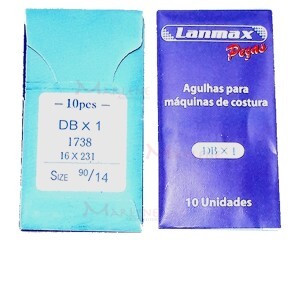 10pcs
DB x 1
1738
16 X 231
SIZE 90/14
Lanmax
Peças
Agulhas para
máquinas de costura
DB X 1
10 Unidades